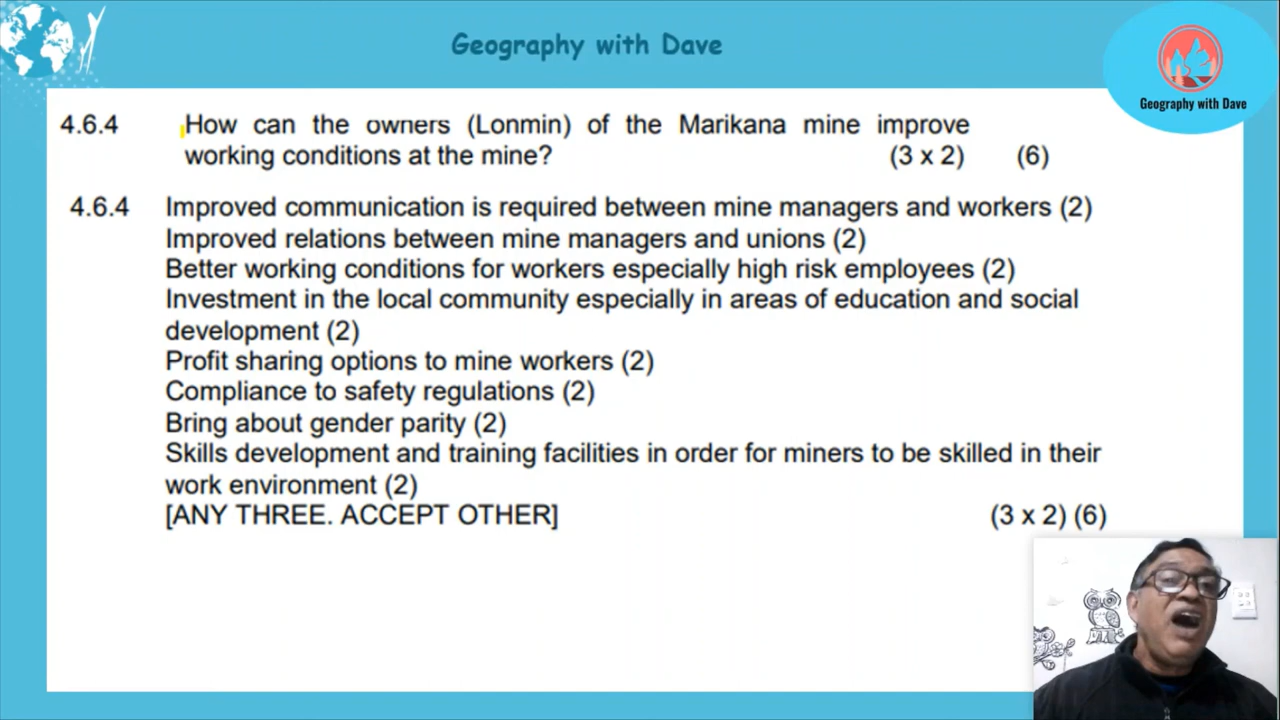 Geography with Dave
Geography with Dave
4.6.4 How can the owners (Lonmin) of the Marikana mine improve
working conditions at the mine? (3 x 2) (6)
4.6.4 Improved communication is required between mine managers and workers (2)
Improved relations between mine managers and unions (2)
Better working conditions for workers especially high risk employees (2)
Investment in the local community especially in areas of education and social
development (2)
Profit sharing options to mine workers (2)
Compliance to safety regulations (2)
Bring about gender parity (2)
Skills development and training facilities in order for miners to be skilled in their
work environment (2)
[ANY THREE. ACCEPT OTHER] (3 x 2) (6)